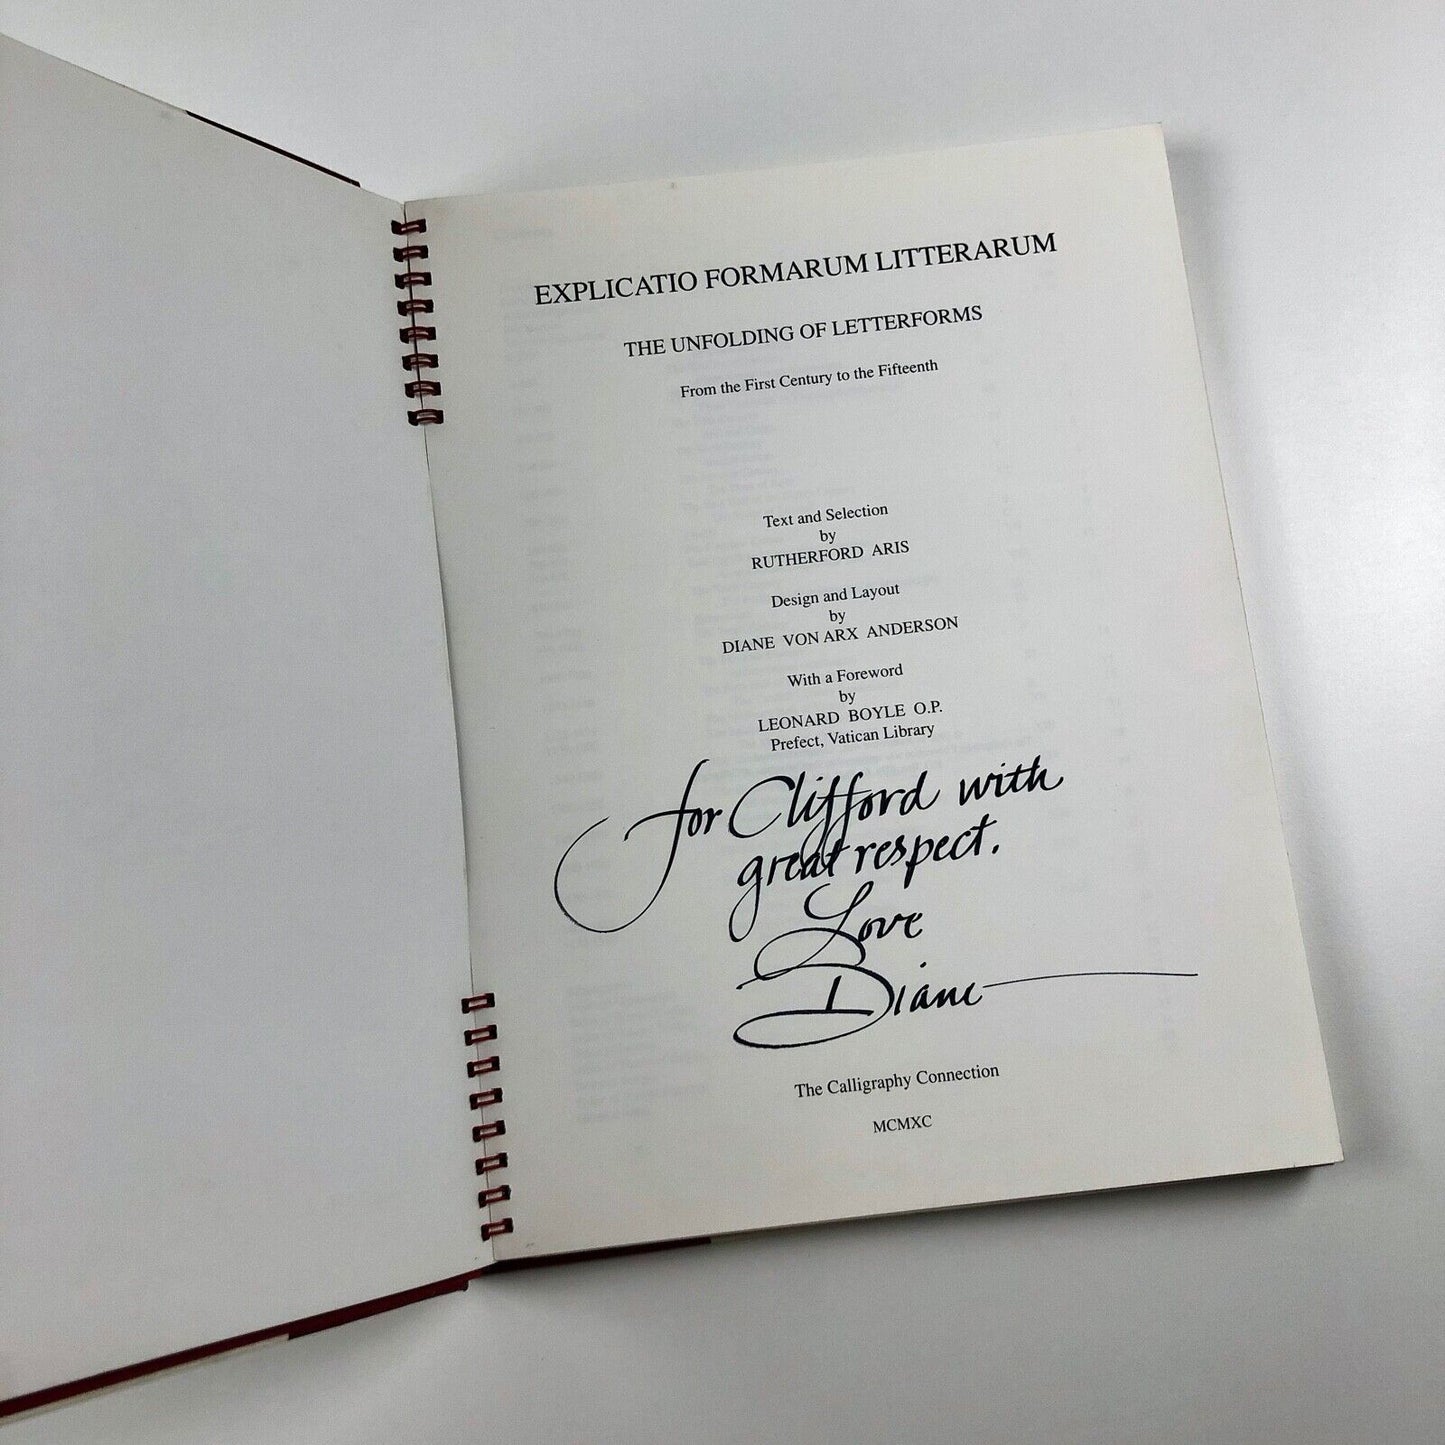 EXPLICATIO FORMARUM LITTERARUM
THE UNFOLDING OF LETTERFORMS
From the First Century to the Fifteenth
Text and Selection
by
RUTHERFORD ARIS
Design and Layout
by
DIANE VON ARX ANDERSON
With a Foreword
by
LEONARD BOYLE O.P.
Prefect, Vatican Library
for Clifford with
great respect.
Love
Diane
The Calligraphy Connection
MCMXC